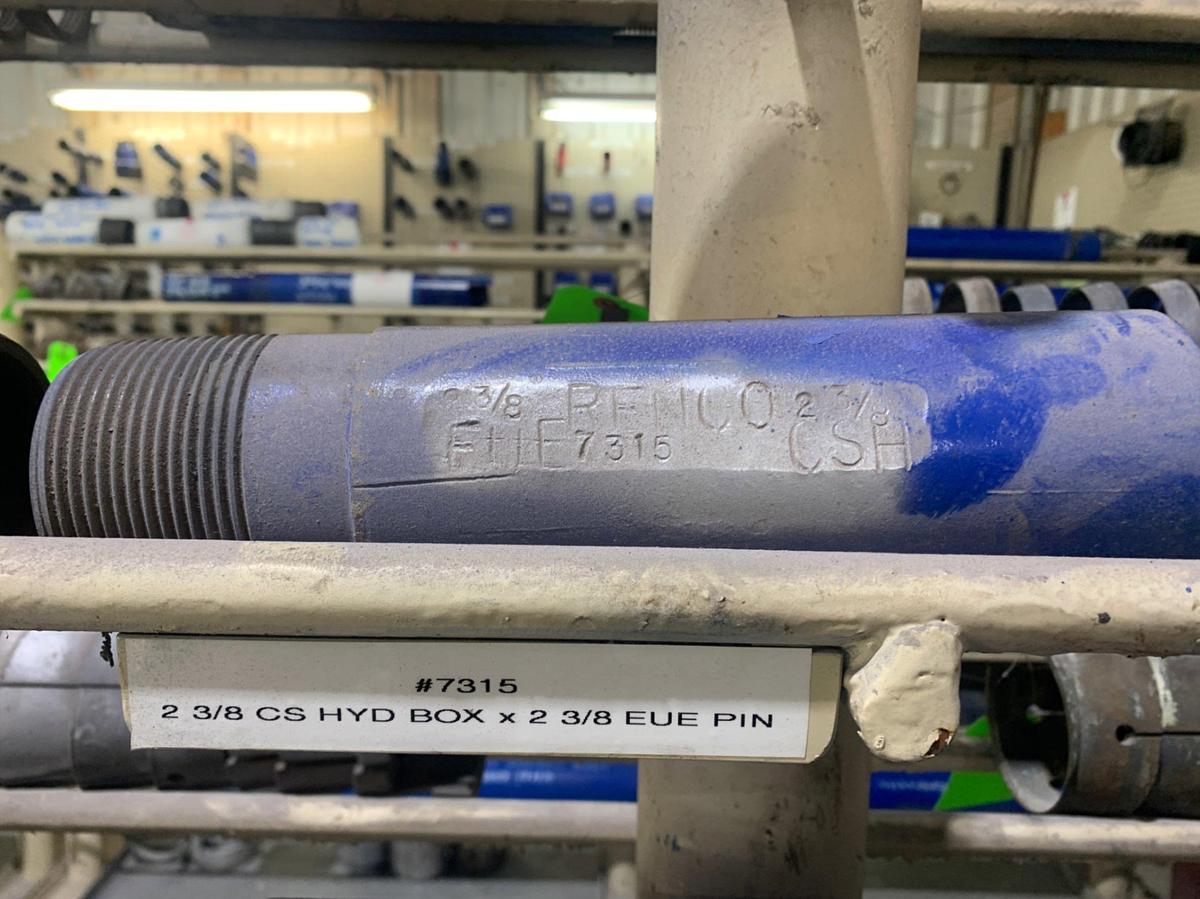 2 3/8 RENCO 2 3/8
EUE 7315 CSH
#7315
2 3/8 CS HYD BOX x 2 3/8 EUE PIN